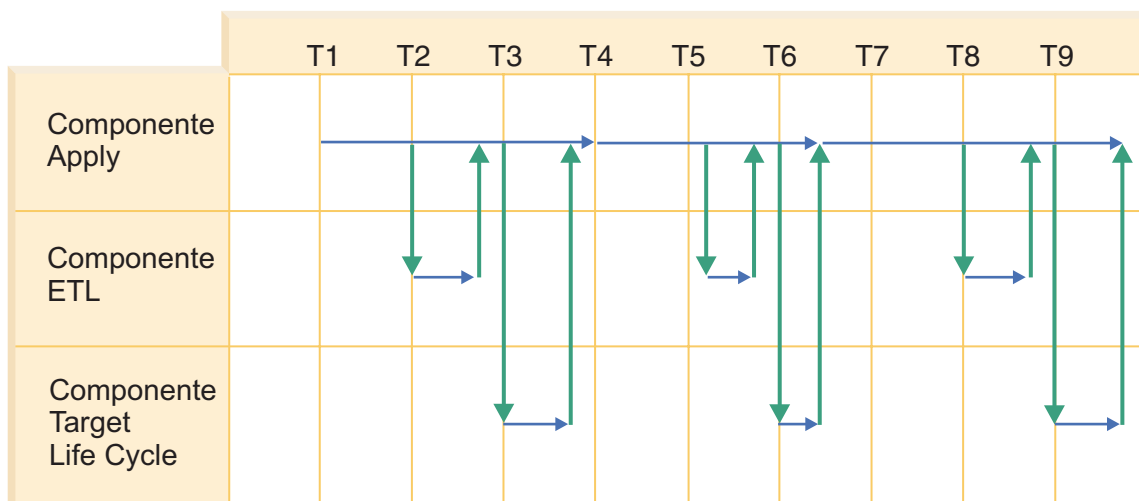 T1 T2 T3 T4 T5 T6 T7 T8 T9
Componente
Apply
Componente
ETL
Componente
Target
Life Cycle